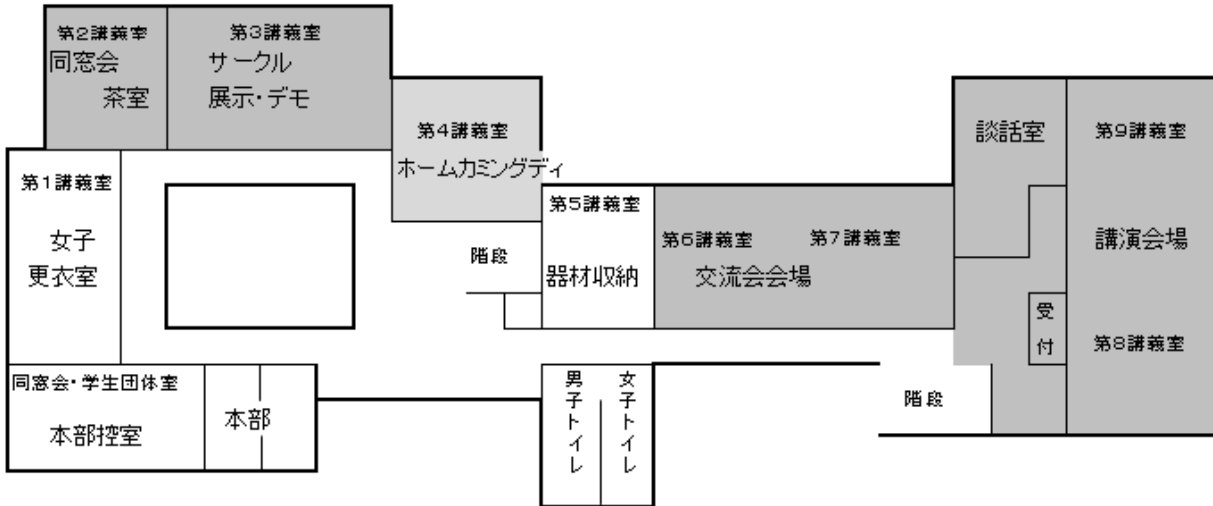 第2講義室
同窓会
茶室
第3講義室
サークル
展示・デモ
第4講義室
ホームカミングディ
談話室
第9講義室
第1講義室
女子
更衣室
階段
第5講義室
器材収納
第6講義室
第7講義室
交流会会場
講演会場
受付
第8講義室
同窓会・学生団体室
本部控室
本部
男子トイレ
女子トイレ
階段